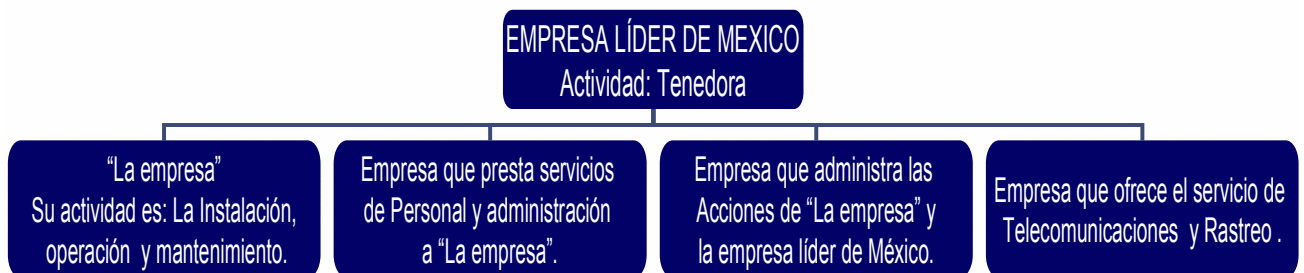 EMPRESA LÍDER DE MEXICO
Actividad: Tenedora
“La empresa”
Su actividad es: La Instalación,
operación y mantenimiento.
Empresa que presta servicios
de Personal y administración
a “La empresa”.
Empresa que administra las
Acciones de “La empresa” y
la empresa líder de México.
Empresa que ofrece el servicio de
Telecomunicaciones y Rastreo .